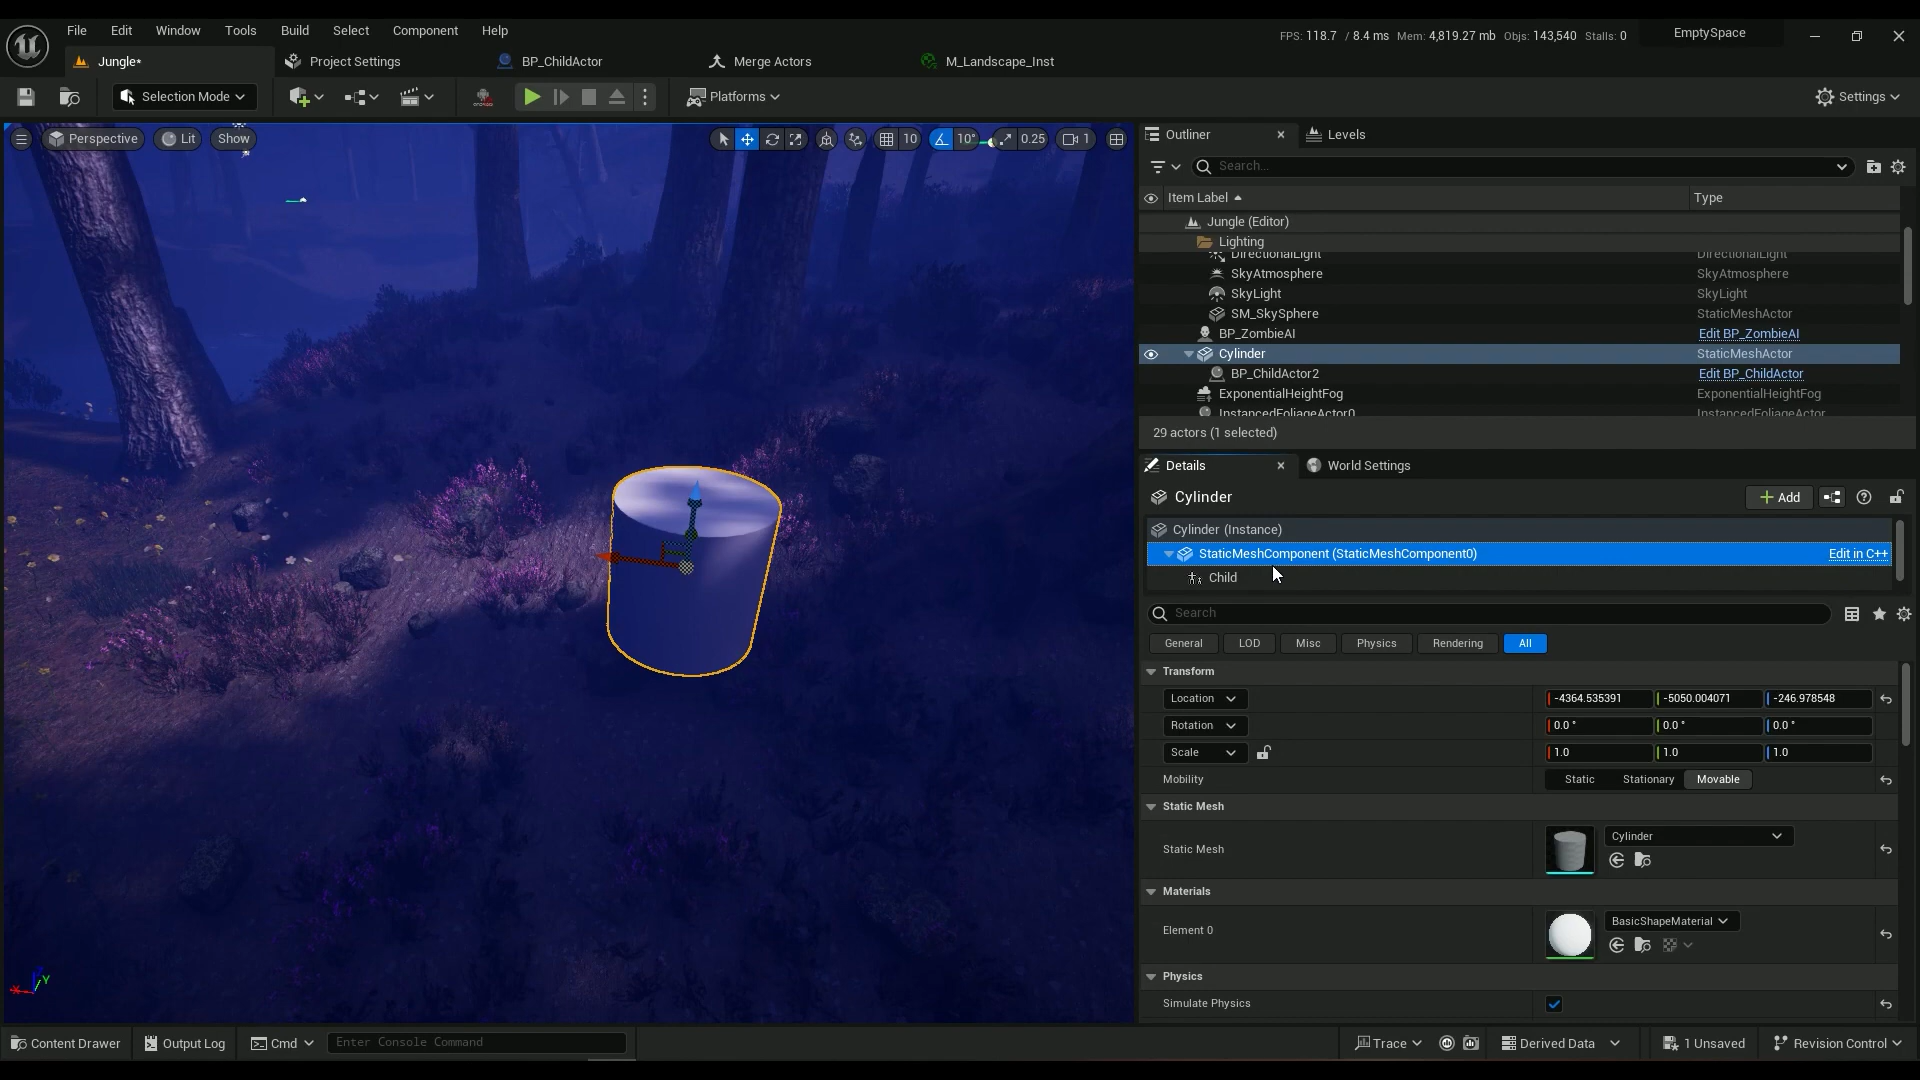 File Edit Window Tools Build Select Component Help
FPS: 118.7 / 8.4 ms Mem: 4,819.27 mb Objs: 143,540 Stalls: 0
EmptySpace
Jungle* Project Settings BP_ChildActor Merge Actors M_Landscape_Inst
Selection Mode Platforms Settings
Perspective Lit Show 10 10° 0.25 1
Outliner Levels
Search...
Item Label Type
Jungle (Editor)
Lighting
DirectionalLight DirectionalLight
SkyAtmosphere SkyAtmosphere
SkyLight SkyLight
SM_SkySphere StaticMeshActor
BP_ZombieAI Edit BP_ZombieAI
Cylinder StaticMeshActor
BP_ChildActor2 Edit BP_ChildActor
ExponentialHeightFog ExponentialHeightFog
InstancedFoliageActor0 InstancedFoliageActor
29 actors (1 selected)
Details World Settings
Cylinder Add
Cylinder (Instance)
StaticMeshComponent (StaticMeshComponent0) Edit in C++
Child
Search
General LOD Misc Physics Rendering All
Transform
Location -4364.535391 -5050.004071 -246.978548
Rotation 0.0 ° 0.0 ° 0.0 °
Scale 1.0 1.0 1.0
Mobility Static Stationary Movable
Static Mesh
Static Mesh Cylinder
Materials
Element 0 BasicShapeMaterial
Physics
Simulate Physics
X Y
Content Drawer Output Log Cmd Enter Console Command Trace Derived Data 1 Unsaved Revision Control